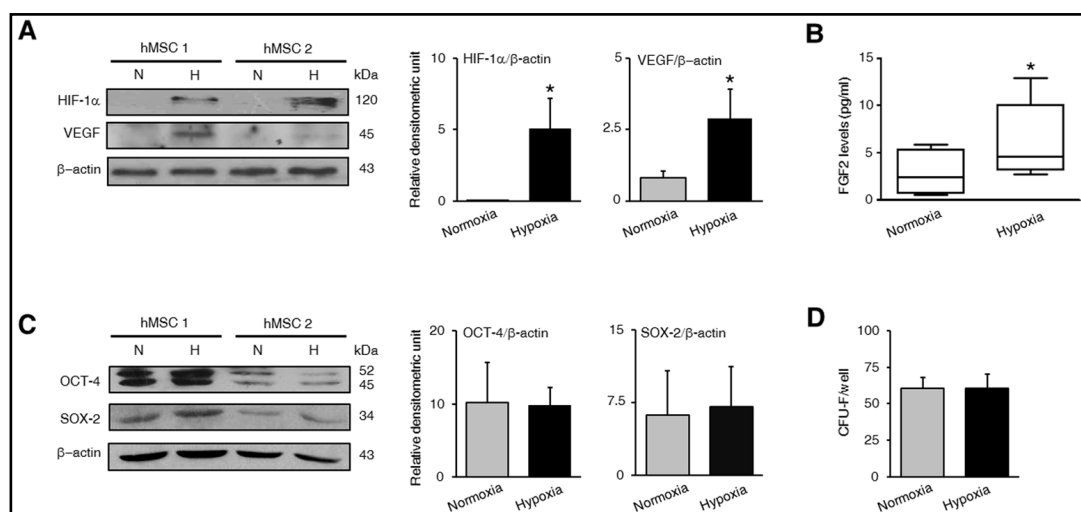 A
hMSC 1 hMSC 2
N H N H kDa
HIF-1α 120
VEGF 45
β-actin 43
Relative densitometric unit
HIF-1α/β-actin
10
5
0
*
Normoxia Hypoxia
VEGF/β-actin
5
2.5
0
*
Normoxia Hypoxia
B
FGF2 levels (pg/ml)
15
10
5
0
*
Normoxia Hypoxia
C
hMSC 1 hMSC 2
N H N H kDa
OCT-4 52
45
SOX-2 34
β-actin 43
Relative densitometric unit
OCT-4/β-actin
20
10
0
Normoxia Hypoxia
SOX-2/β-actin
15
7.5
0
Normoxia Hypoxia
D
CFU-F/well
100
75
50
25
0
Normoxia Hypoxia